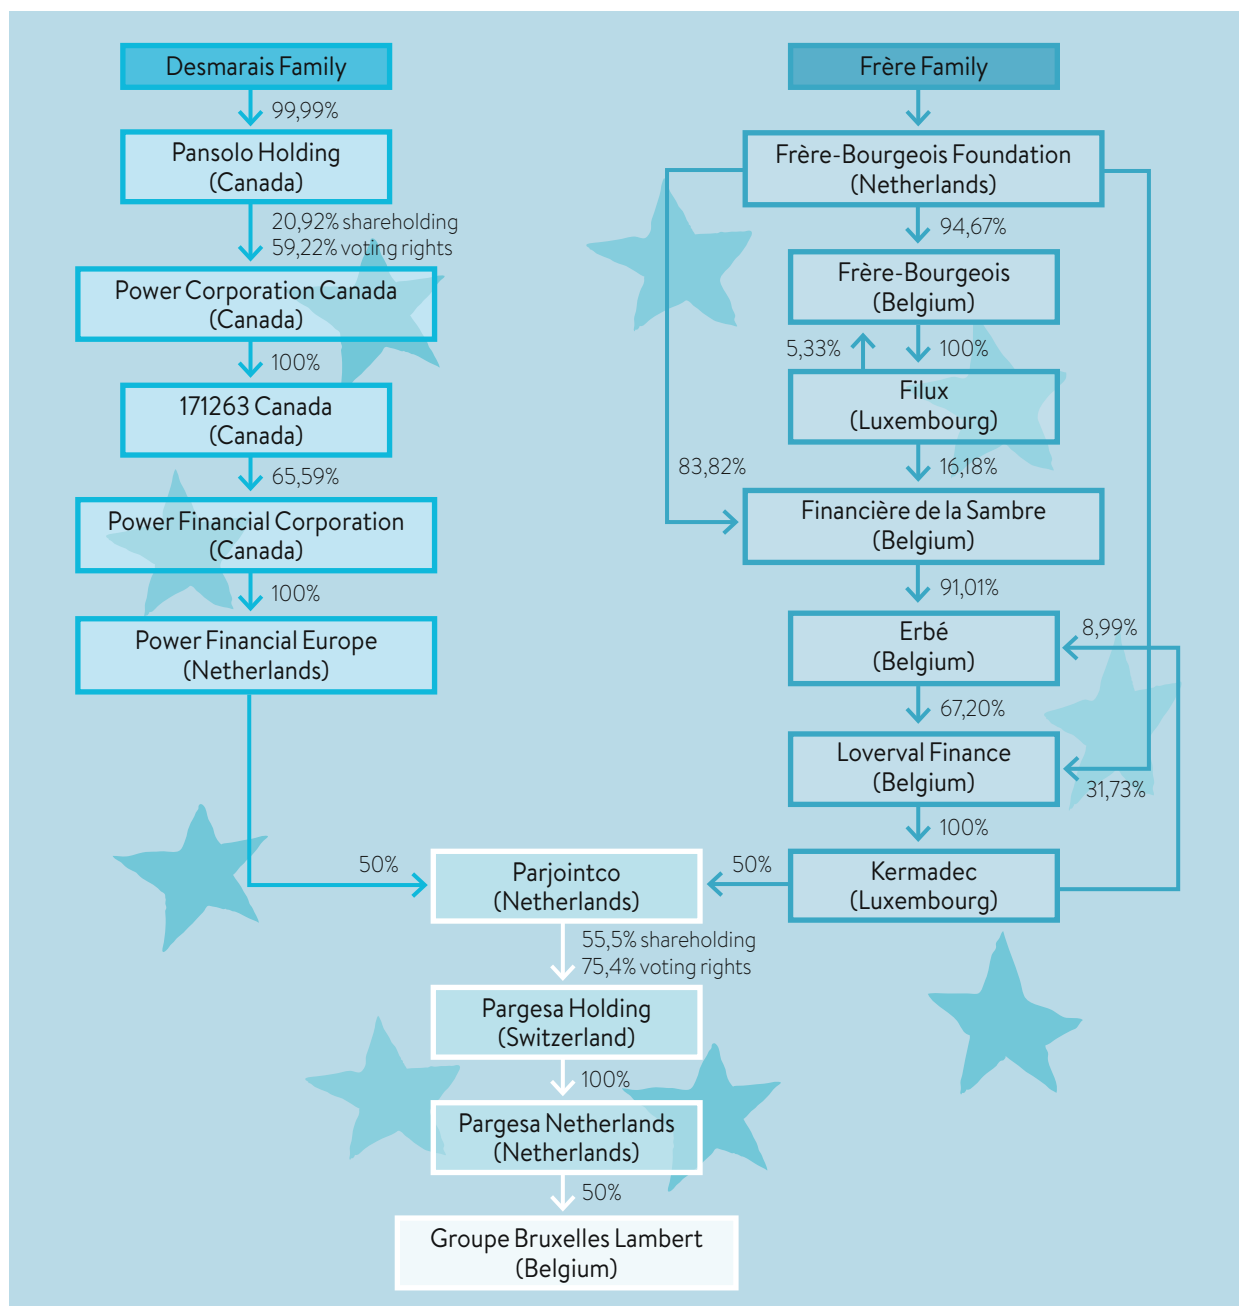 Desmarais Family
99,99%
Pansolo Holding
(Canada)
20,92% shareholding
59,22% voting rights
Power Corporation Canada
(Canada)
100%
171263 Canada
(Canada)
65,59%
Power Financial Corporation
(Canada)
100%
Power Financial Europe
(Netherlands)
50%
Frère Family
Frère-Bourgeois Foundation
(Netherlands)
94,67%
Frère-Bourgeois
(Belgium)
5,33%
100%
Filux
(Luxembourg)
83,82%
16,18%
Financière de la Sambre
(Belgium)
91,01%
Erbé
(Belgium)
8,99%
67,20%
Loverval Finance
(Belgium)
31,73%
100%
Kermadec
(Luxembourg)
50%
Parjointco
(Netherlands)
55,5% shareholding
75,4% voting rights
Pargesa Holding
(Switzerland)
100%
Pargesa Netherlands
(Netherlands)
50%
Groupe Bruxelles Lambert
(Belgium)